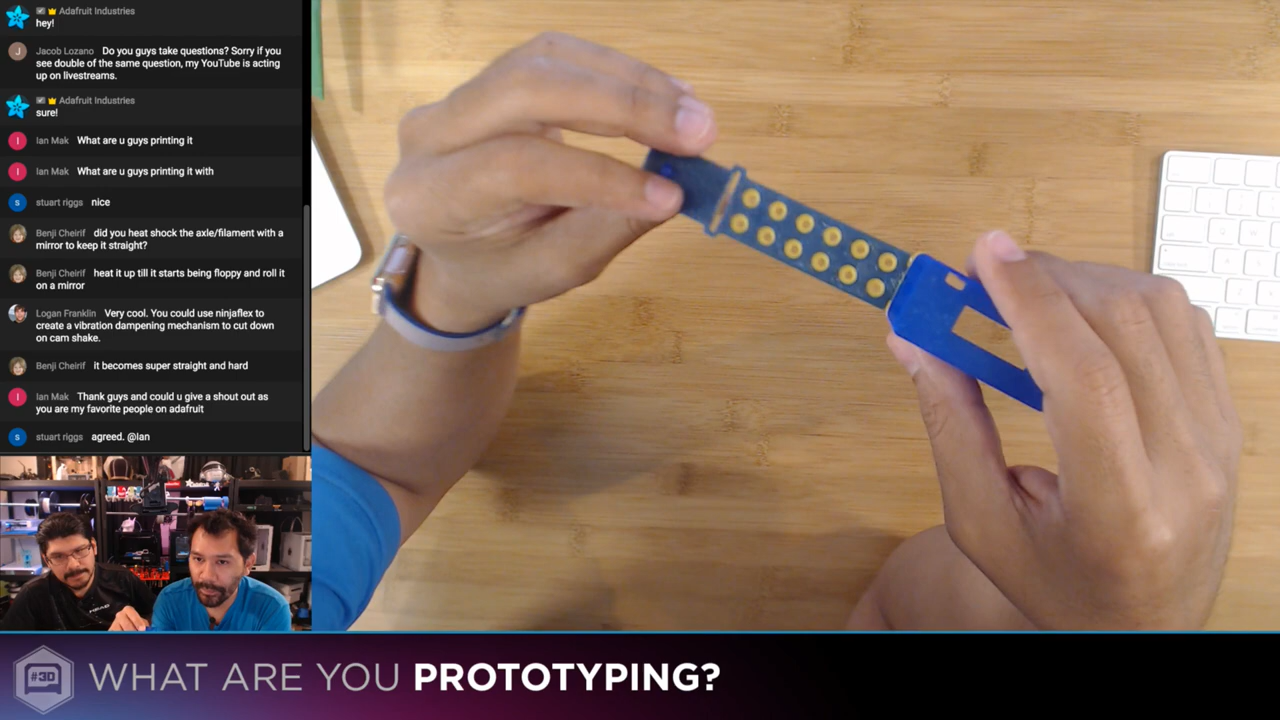 Adafruit Industries
hey!
Jacob Lozano Do you guys take questions? Sorry if you
see double of the same question, my YouTube is acting
up on livestreams.
Adafruit Industries
sure!
Ian Mak What are u guys printing it
Ian Mak What are u guys printing it with
stuart riggs nice
Benji Cheirif did you heat shock the axle/filament with a
mirror to keep it straight?
Benji Cheirif heat it up till it starts being floppy and roll it
on a mirror
Logan Franklin Very cool. You could use ninjaflex to
create a vibration dampening mechanism to cut down
on cam shake.
Benji Cheirif it becomes super straight and hard
Ian Mak Thank guys and could u give a shout out as
you are my favorite people on adafruit
stuart riggs agreed. @Ian
J
I
I
s
I
s
HEAD
#3D
WHAT ARE YOU PROTOTYPING?